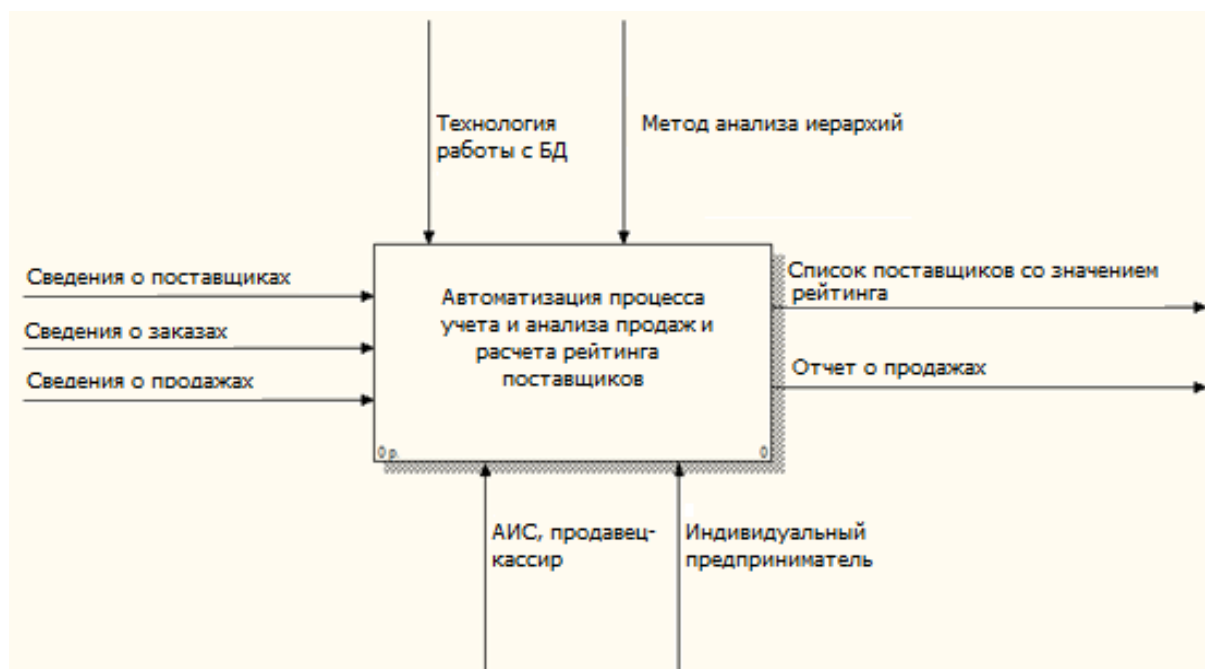 Технология
работы с БД
Метод анализа иерархий
Сведения о поставщиках
Сведения о заказах
Сведения о продажах
Автоматизация процесса
учета и анализа продаж и
расчета рейтинга
поставщиков
0 р.
0
Список поставщиков со значением
рейтинга
Отчет о продажах
АИС, продавец-
кассир
Индивидуальный
предприниматель